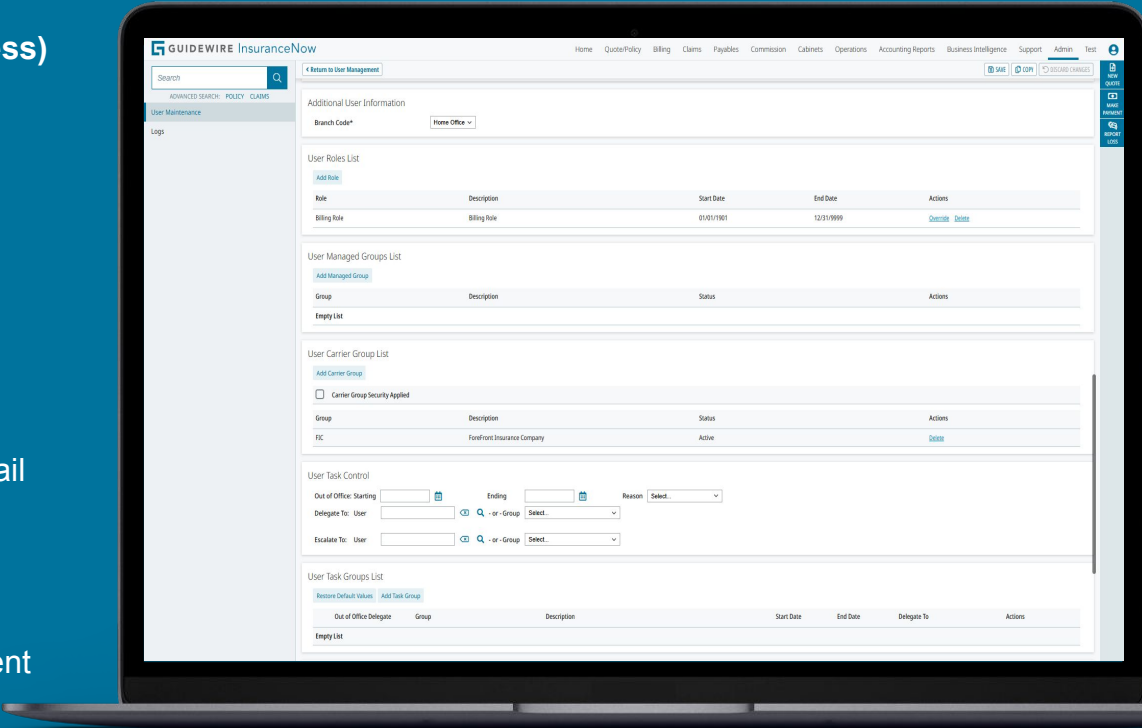 ss)
ail
ent
GUIDEWIRE InsuranceNow
Home Quote/Policy Billing Claims Payables Commission Cabinets Operations Accounting Reports Business Intelligence Support Admin Test
Search
ADVANCED SEARCH: POLICY CLAIMS
User Maintenance
Logs
Return to User Management
SAVE COPY DISCARD CHANGES
NEW QUOTE
MAKE PAYMENT
REPORT LOSS
Additional User Information
Branch Code* Home Office
User Roles List
Add Role
Role Description Start Date End Date Actions
Billing Role Billing Role 01/01/1901 12/31/9999 Override Delete
User Managed Groups List
Add Managed Group
Group Description Status Actions
Empty List
User Carrier Group List
Add Carrier Group
Carrier Group Security Applied
Group Description Status Actions
FIC ForeFront Insurance Company Active Delete
User Task Control
Out of Office: Starting Ending Reason Select...
Delegate To: User - or - Group Select...
Escalate To: User - or - Group Select...
User Task Groups List
Restore Default Values Add Task Group
Out of Office Delegate Group Description Start Date End Date Delegate To Actions
Empty List